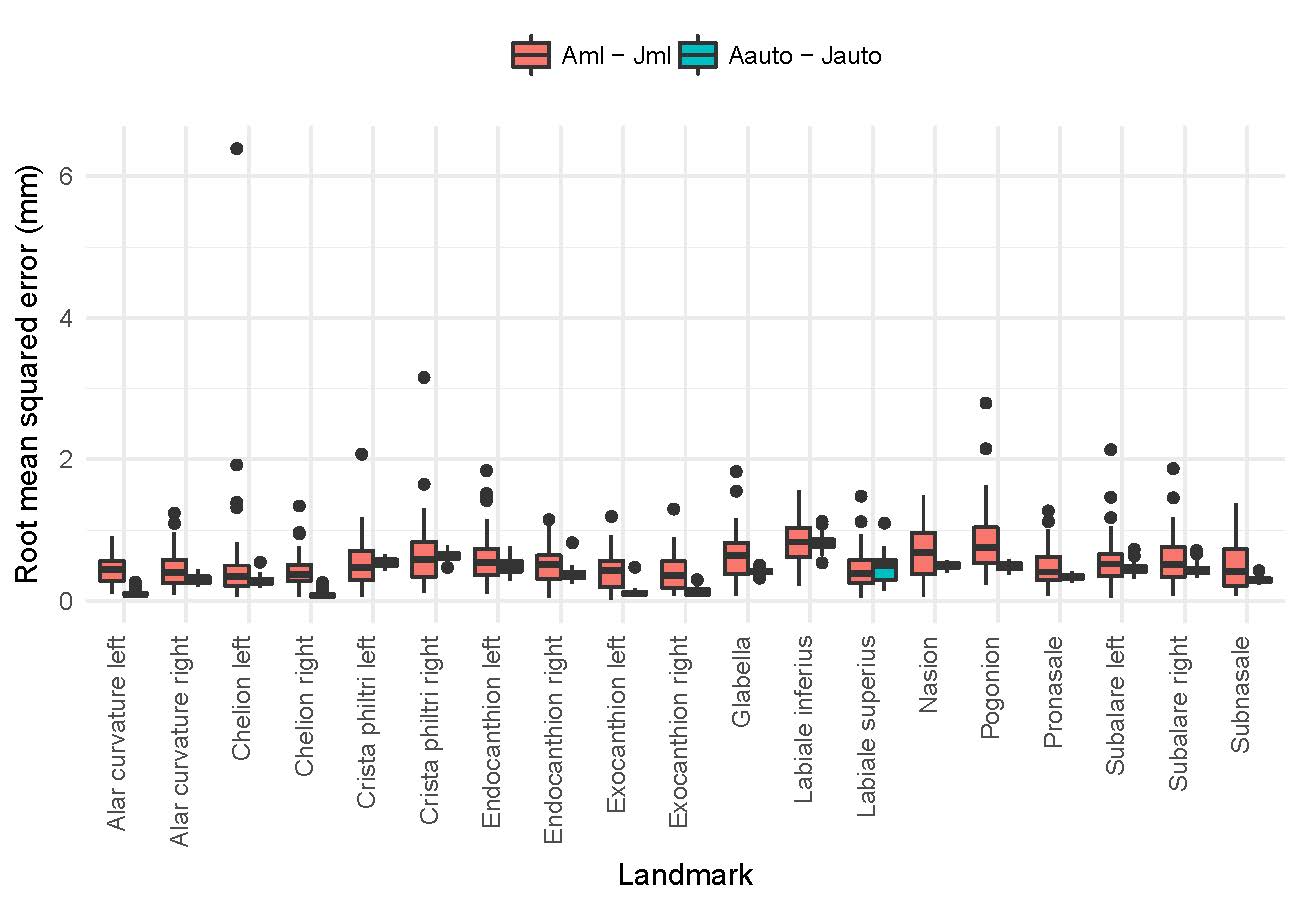 Aml − Jml Aauto − Jauto
Root mean squared error (mm)
6
4
2
0
Alar curvature left
Alar curvature right
Chelion left
Chelion right
Crista philtri left
Crista philtri right
Endocanthion left
Endocanthion right
Exocanthion left
Exocanthion right
Glabella
Labiale inferius
Labiale superius
Nasion
Pogonion
Pronasale
Subalare left
Subalare right
Subnasale
Landmark